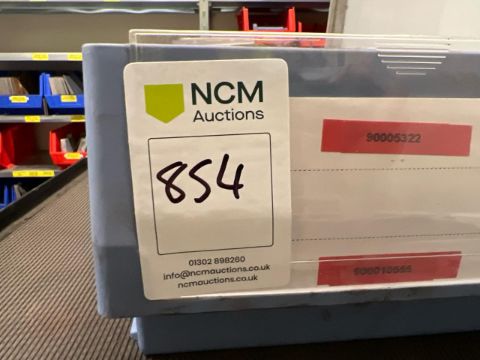 NCM
Auctions
854
01302 898260
info@ncmauctions.co.uk
ncmauctions.co.uk
90005322